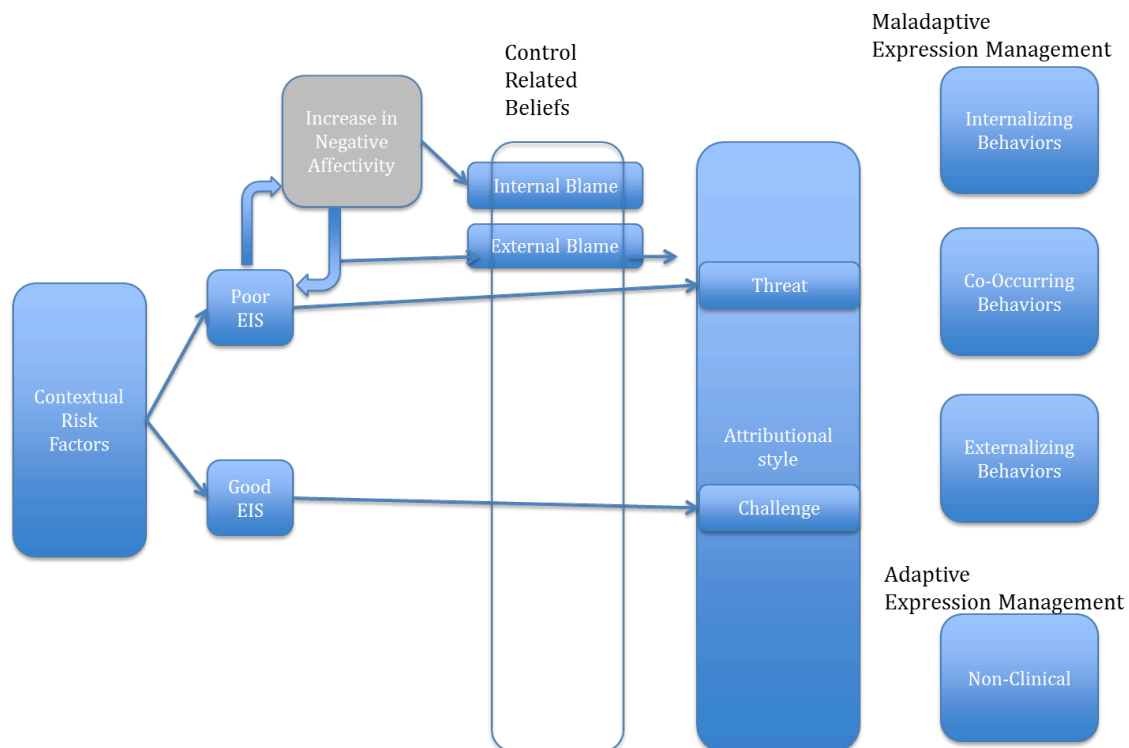 Maladaptive
Expression Management
Control
Related
Beliefs
Increase in
Negative
Affectivity
Internalizing
Behaviors
Internal Blame
External Blame
Poor
EIS
Threat
Co-Occurring
Behaviors
Contextual
Risk
Factors
Attributional
style
Externalizing
Behaviors
Good
EIS
Challenge
Adaptive
Expression Management
Non-Clinical